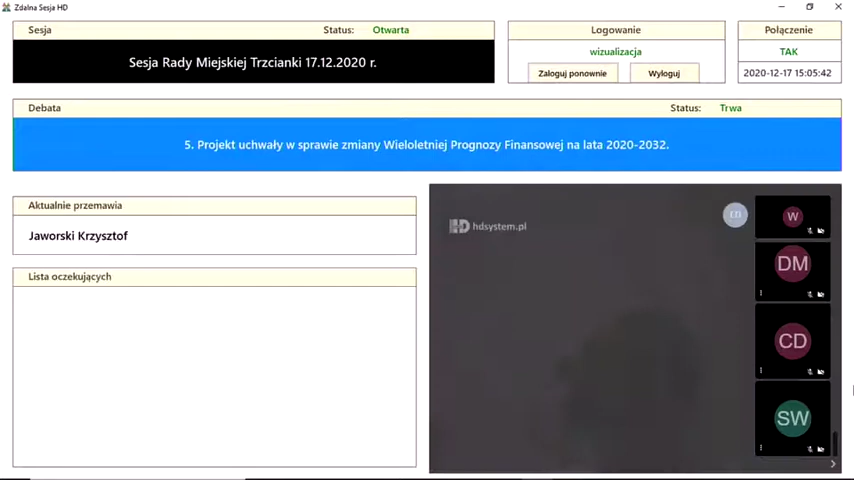 Zdalna Sesja HD
Sesja
Status: Otwarta
Sesja Rady Miejskiej Trzcianki 17.12.2020 r.
Logowanie
wizualizacja
Zaloguj ponownie
Wyloguj
Połączenie
TAK
2020-12-17 15:05:42
Debata
Status: Trwa
5. Projekt uchwały w sprawie zmiany Wieloletniej Prognozy Finansowej na lata 2020-2032.
Aktualnie przemawia
Jaworski Krzysztof
Lista oczekujących
HD hdsystem.pl
W
DM
CD
SW